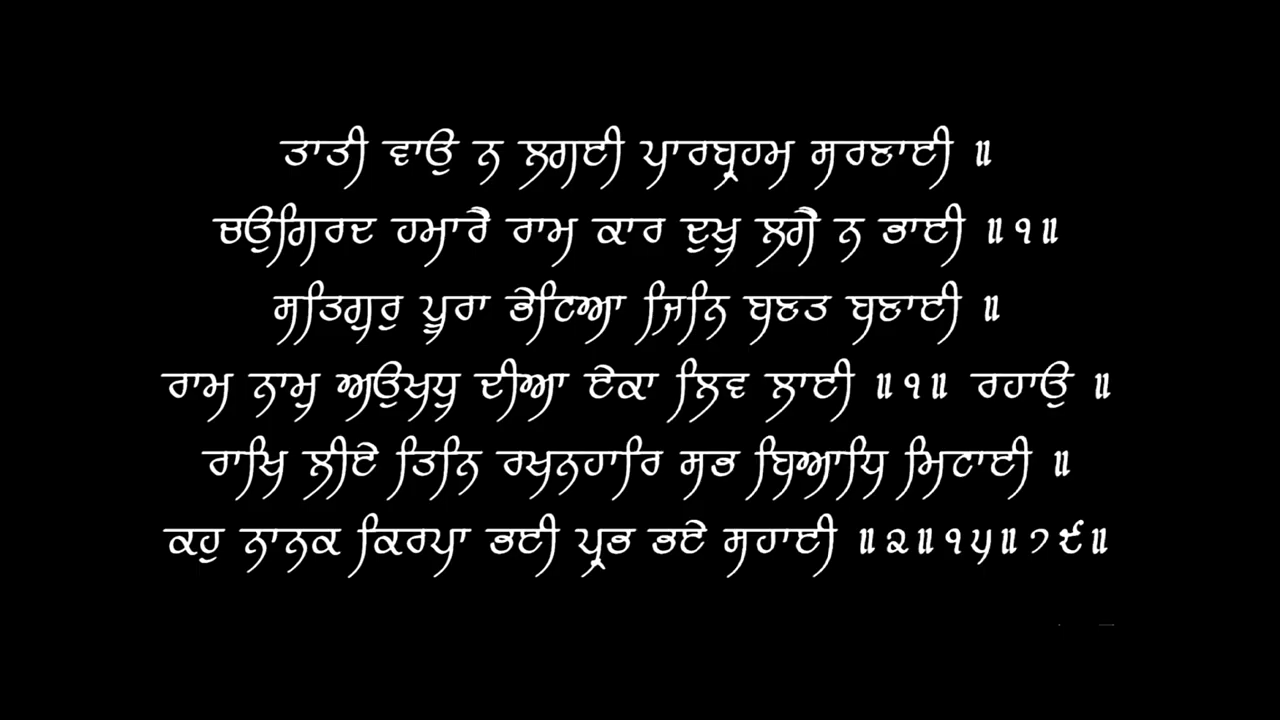 ਤਾਤੀ ਵਾਉ ਨ ਲਗਈ ਪਾਰਬ੍ਰਹਮ ਸਰਣਾਈ ॥
ਚਉਗਿਰਦ ਹਮਾਰੈ ਰਾਮ ਕਾਰ ਦੁਖੁ ਲਗੈ ਨ ਭਾਈ ॥੧॥
ਸਤਿਗੁਰੁ ਪੂਰਾ ਭੇਟਿਆ ਜਿਨਿ ਬਣਤ ਬਣਾਈ ॥
ਰਾਮ ਨਾਮੁ ਅਉਖਧੁ ਦੀਆ ਏਕਾ ਲਿਵ ਲਾਈ ॥੧॥ ਰਹਾਉ ॥
ਰਾਖਿ ਲੀਏ ਤਿਨਿ ਰਖਨਹਾਰਿ ਸਭ ਬਿਆਧਿ ਮਿਟਾਈ ॥
ਕਹੁ ਨਾਨਕ ਕਿਰਪਾ ਭਈ ਪ੍ਰਭ ਭਏ ਸਹਾਈ ॥੨॥੧੫॥੭੯॥